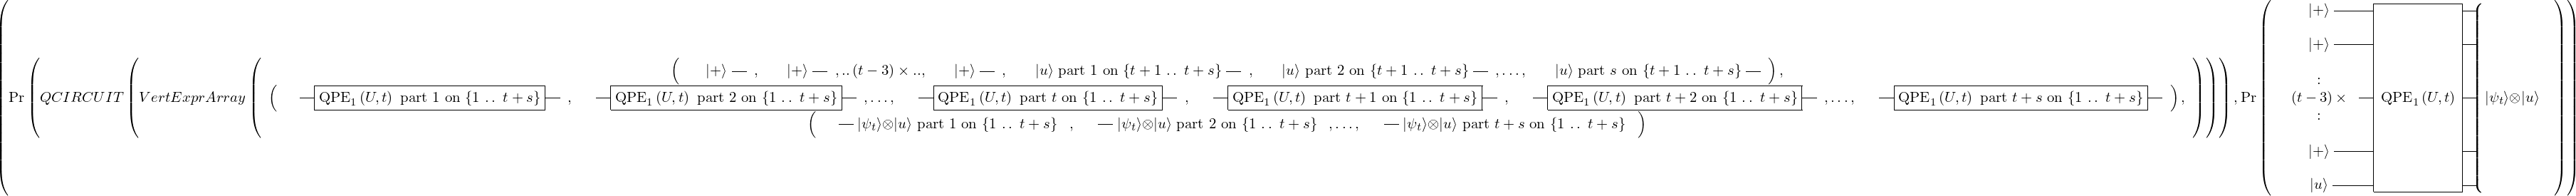 ( Pr ( QCIRCUIT ( VertExprArray (
( |+⟩ — , |+⟩ — , .. (t − 3) × .., |+⟩ — , |u⟩ part 1 on {t + 1 .. t + s} — , |u⟩ part 2 on {t + 1 .. t + s} — , . . . , |u⟩ part s on {t + 1 .. t + s} — ) ,
( — QPE₁ (U, t) part 1 on {1 .. t + s} — , — QPE₁ (U, t) part 2 on {1 .. t + s} — , . . . , — QPE₁ (U, t) part t on {1 .. t + s} — , — QPE₁ (U, t) part t + 1 on {1 .. t + s} — , — QPE₁ (U, t) part t + 2 on {1 .. t + s} — , . . . , — QPE₁ (U, t) part t + s on {1 .. t + s} — ) ,
( — |ψₜ⟩⊗|u⟩ part 1 on {1 .. t + s} , — |ψₜ⟩⊗|u⟩ part 2 on {1 .. t + s} , . . . , — |ψₜ⟩⊗|u⟩ part t + s on {1 .. t + s} )
) ) ) , Pr (
|+⟩
|+⟩
:
(t − 3) × QPE₁ (U, t) |ψₜ⟩⊗|u⟩
:
|+⟩
|u⟩
) )